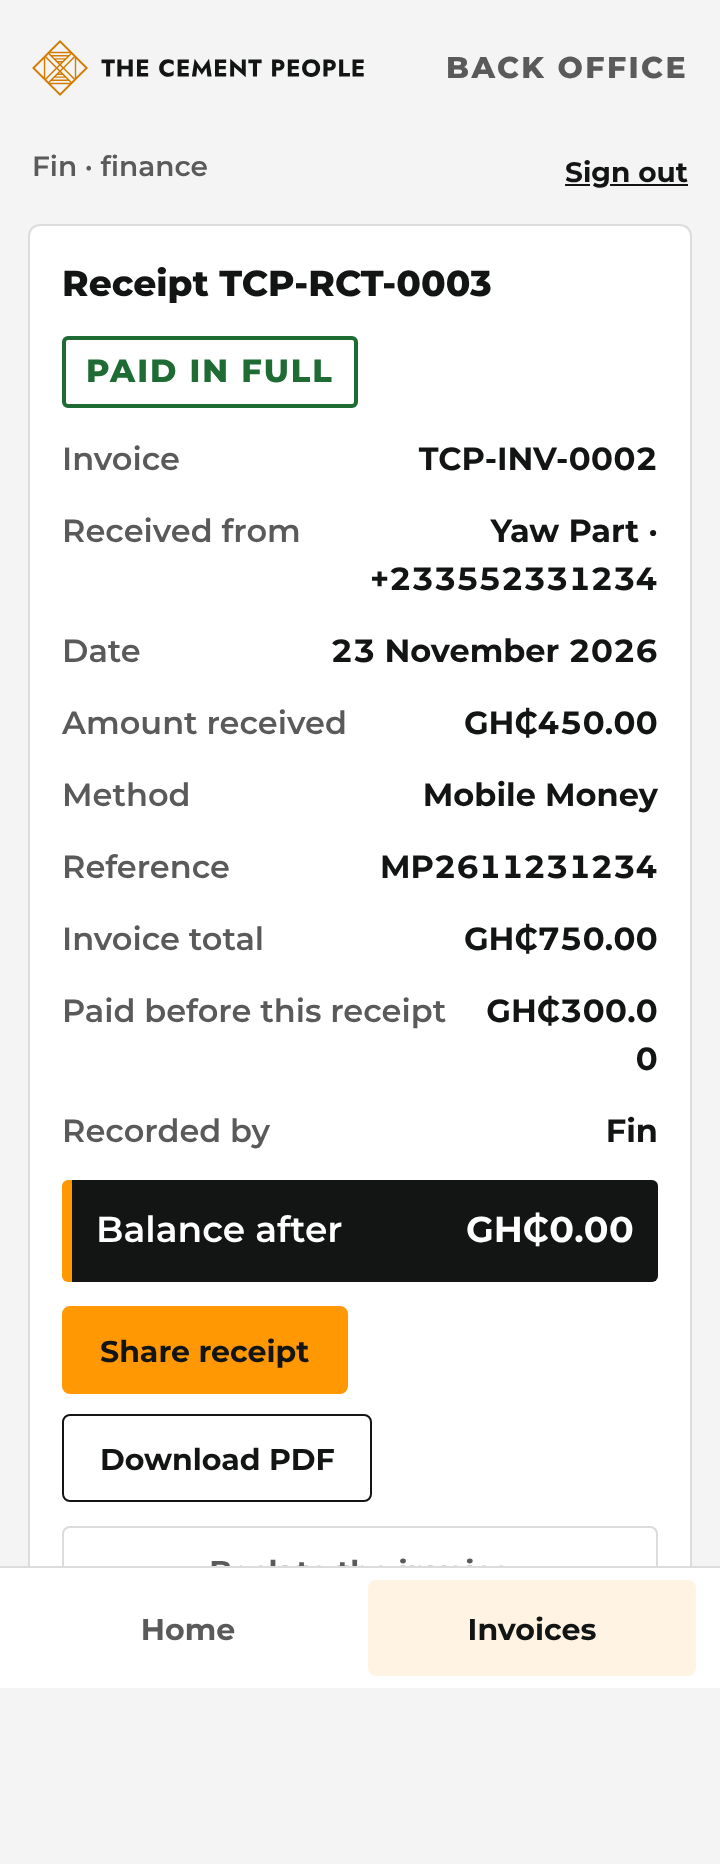 THE CEMENT PEOPLE
BACK OFFICE
Fin · finance
Sign out
Receipt TCP-RCT-0003
PAID IN FULL
Invoice TCP-INV-0002
Received from Yaw Part ·
+233552331234
Date 23 November 2026
Amount received GH₵450.00
Method Mobile Money
Reference MP2611231234
Invoice total GH₵750.00
Paid before this receipt GH₵300.0
0
Recorded by Fin
Balance after GH₵0.00
Share receipt
Download PDF
Home
Invoices